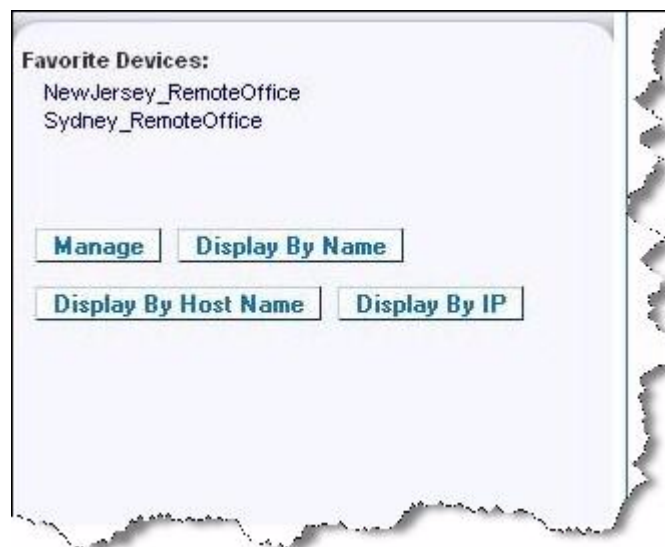 Favorite Devices:
NewJersey_RemoteOffice
Sydney_RemoteOffice
Manage Display By Name
Display By Host Name Display By IP